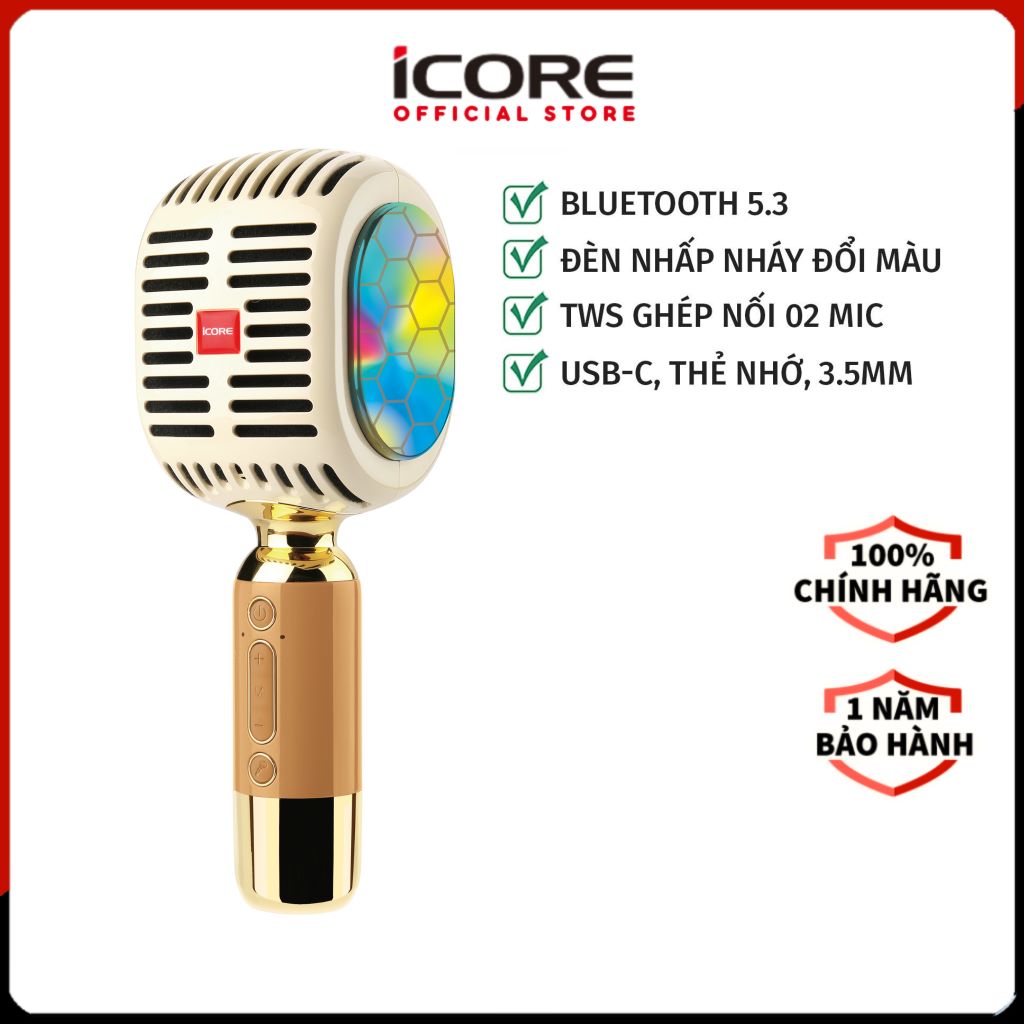 iCORE
OFFICIAL STORE
BLUETOOTH 5.3
ĐÈN NHẤP NHÁY ĐỔI MÀU
TWS GHÉP NỐI 02 MIC
USB-C, THẺ NHỚ, 3.5MM
iCORE
100%
CHÍNH HÃNG
1 NĂM
BẢO HÀNH